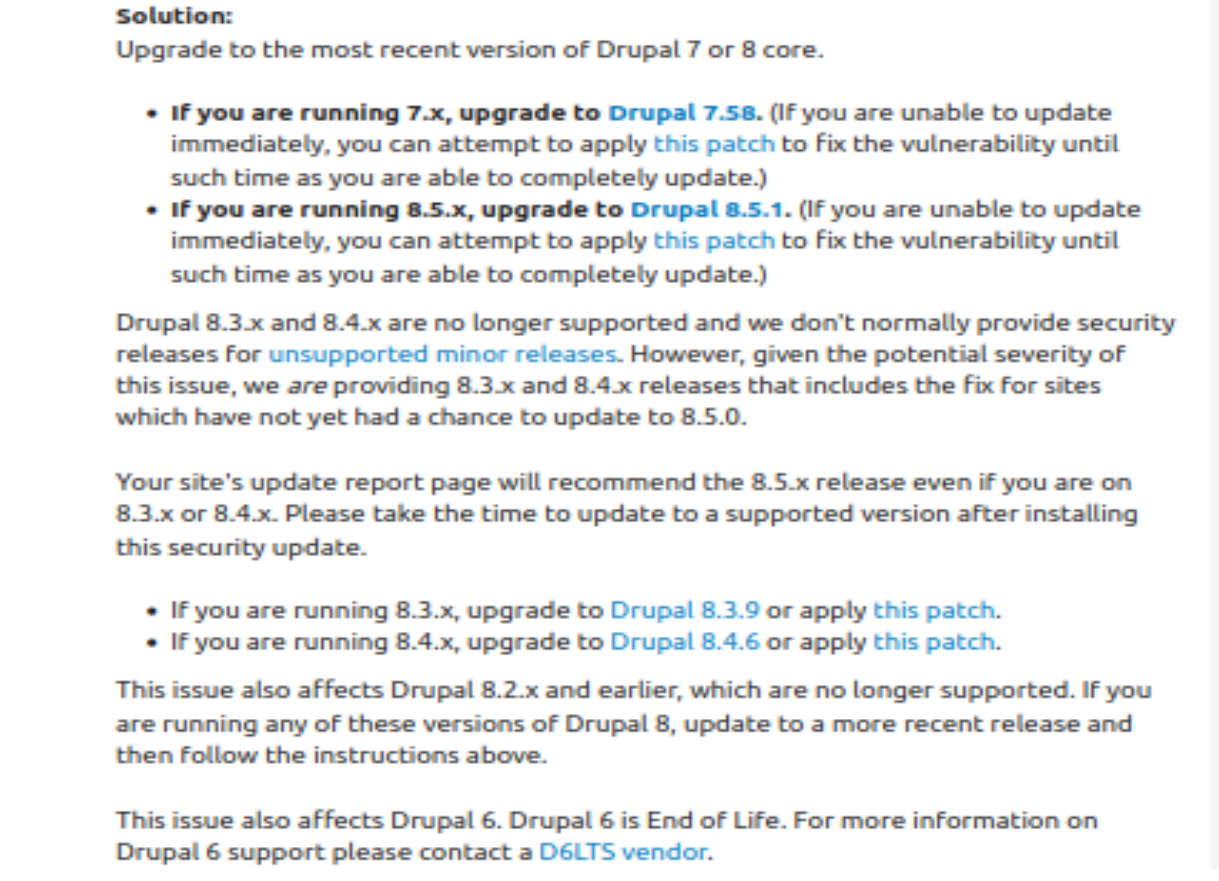 Solution:
Upgrade to the most recent version of Drupal 7 or 8 core.
• If you are running 7.x, upgrade to Drupal 7.58. (If you are unable to update
immediately, you can attempt to apply this patch to fix the vulnerability until
such time as you are able to completely update.)
• If you are running 8.5.x, upgrade to Drupal 8.5.1. (If you are unable to update
immediately, you can attempt to apply this patch to fix the vulnerability until
such time as you are able to completely update.)
Drupal 8.3.x and 8.4.x are no longer supported and we don't normally provide security
releases for unsupported minor releases. However, given the potential severity of
this issue, we are providing 8.3.x and 8.4.x releases that includes the fix for sites
which have not yet had a chance to update to 8.5.0.
Your site's update report page will recommend the 8.5.x release even if you are on
8.3.x or 8.4.x. Please take the time to update to a supported version after installing
this security update.
• If you are running 8.3.x, upgrade to Drupal 8.3.9 or apply this patch.
• If you are running 8.4.x, upgrade to Drupal 8.4.6 or apply this patch.
This issue also affects Drupal 8.2.x and earlier, which are no longer supported. If you
are running any of these versions of Drupal 8, update to a more recent release and
then follow the instructions above.
This issue also affects Drupal 6. Drupal 6 is End of Life. For more information on
Drupal 6 support please contact a D6LTS vendor.